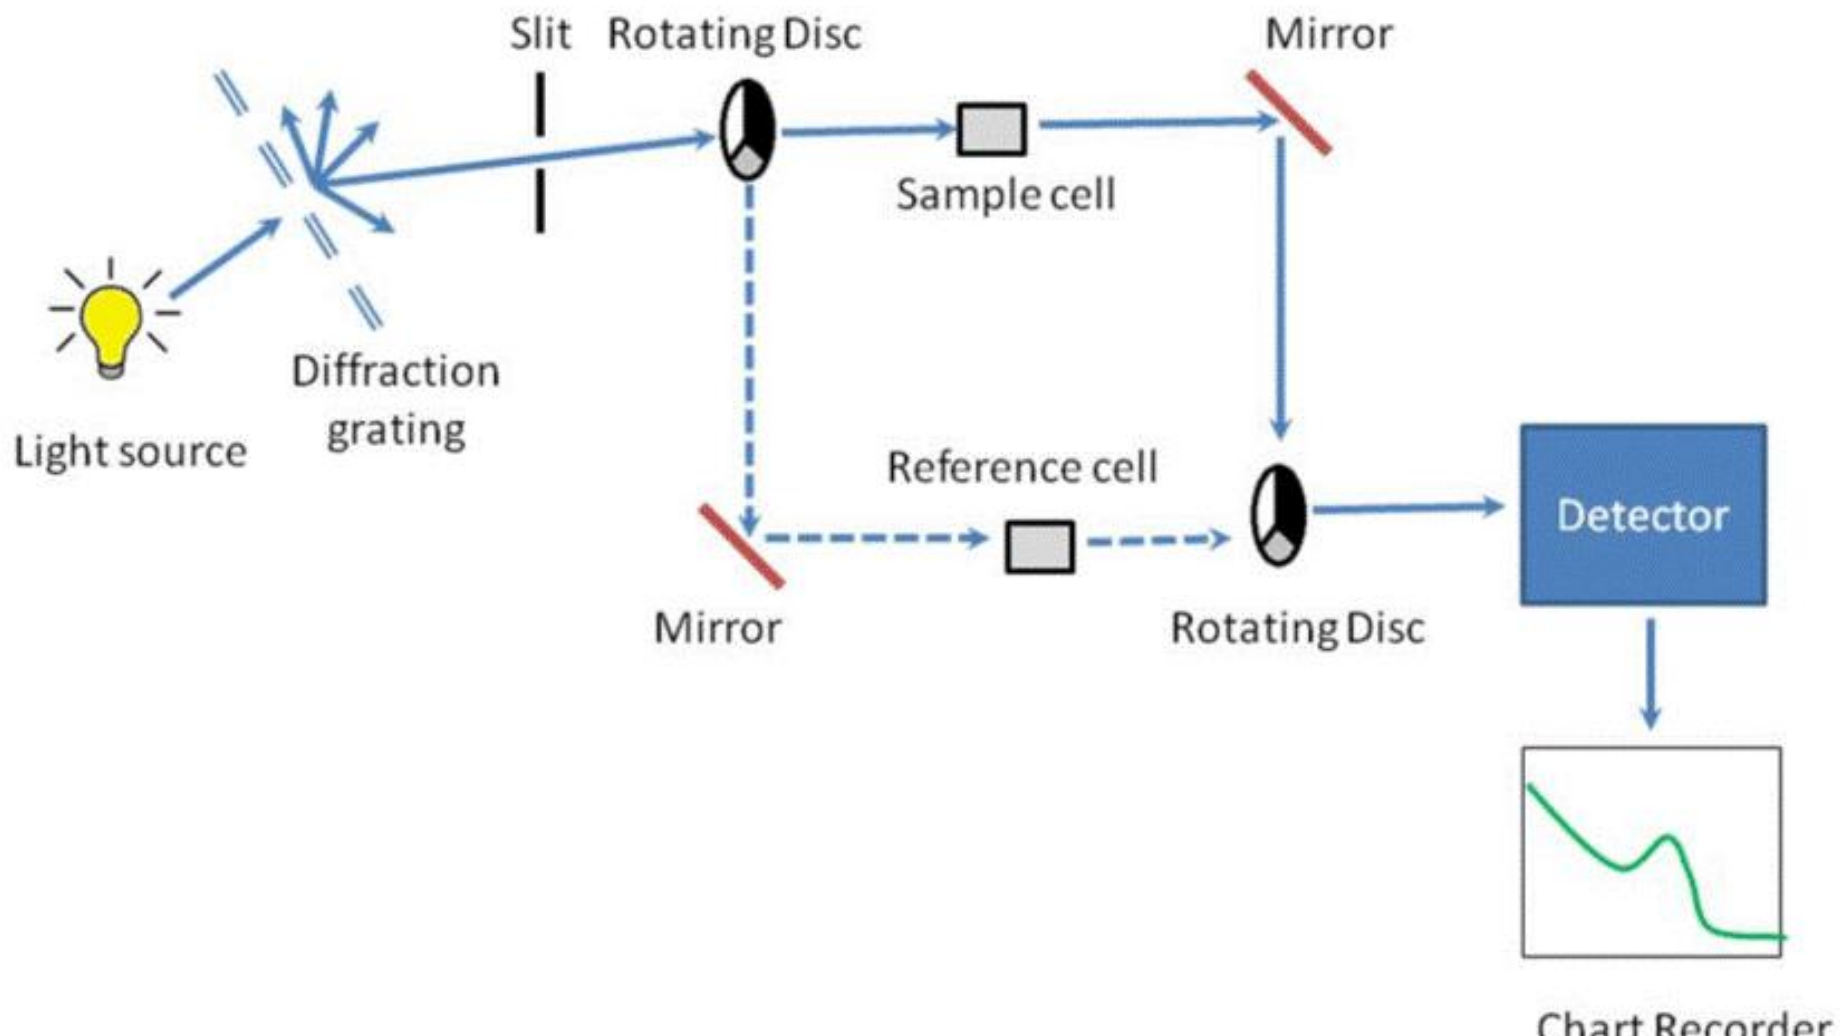 Slit
Rotating Disc
Mirror
Sample cell
Diffraction
grating
Light source
Reference cell
Detector
Mirror
Rotating Disc
Chart Recorder